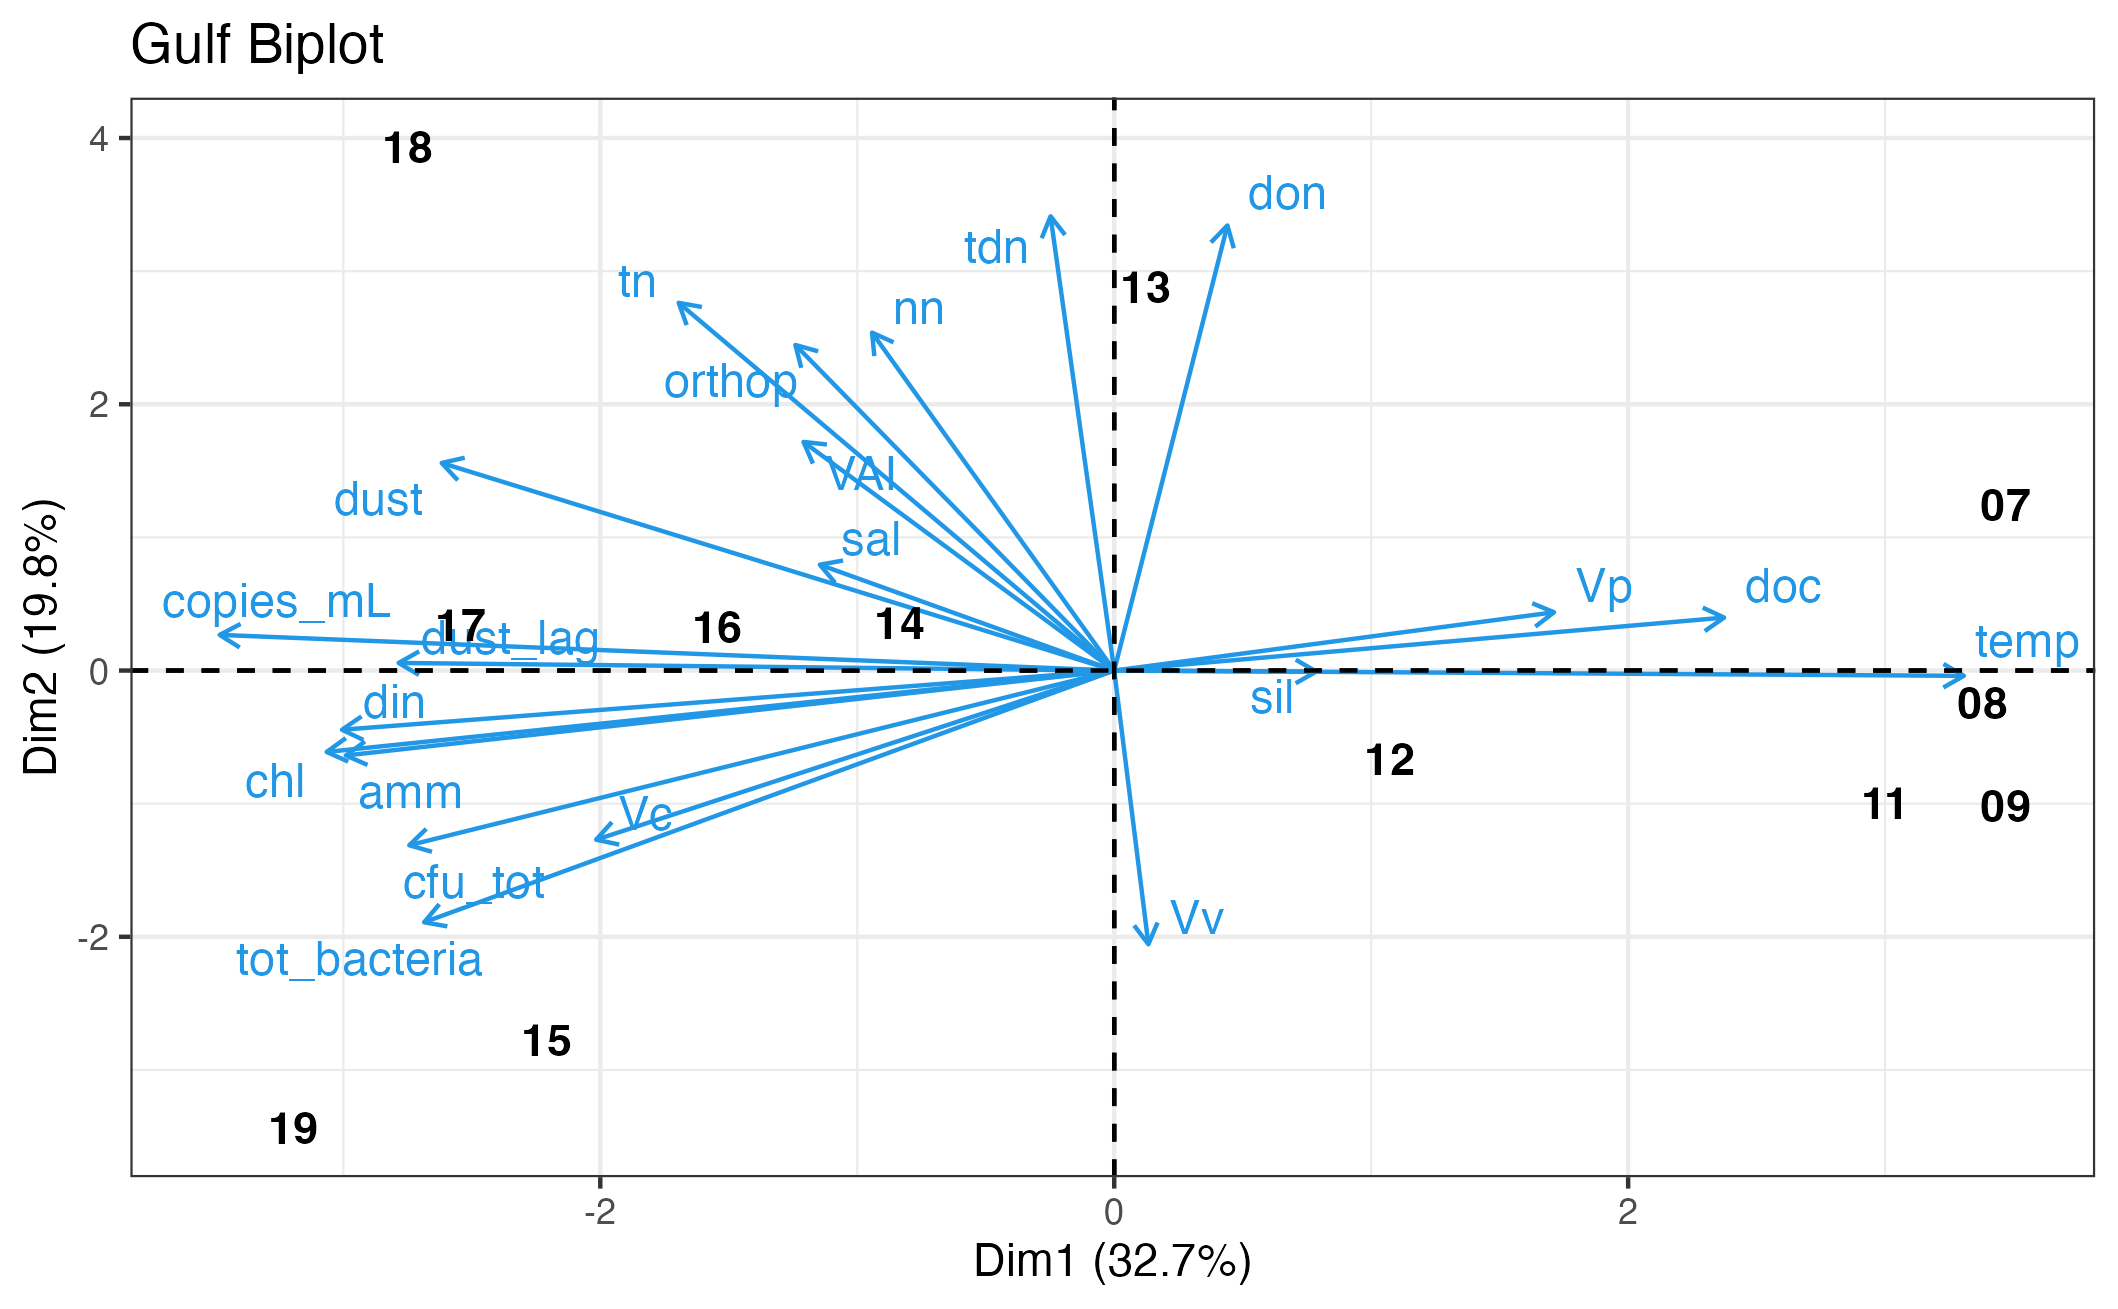 Gulf Biplot
4
18
don
tdn
tn
13
nn
orthop
2
VAI
dust
07
sal
Vp
doc
copies_mL
17
16
14
dust_lag
temp
0
din
sil
08
12
chl
amm
Vc
11
09
cfu_tot
Vv
-2
tot_bacteria
15
19
-2
0
2
Dim1 (32.7%)
Dim2 (19.8%)